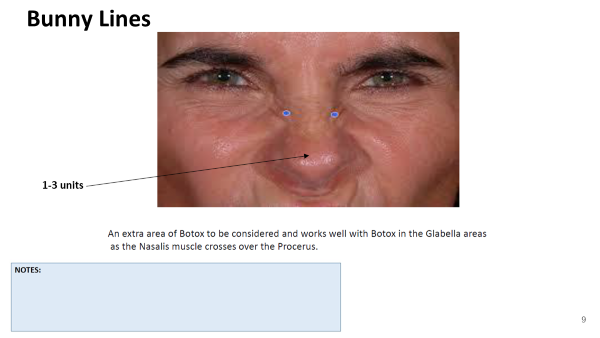 Bunny Lines
1-3 units
An extra area of Botox to be considered and works well with Botox in the Glabella areas
as the Nasalis muscle crosses over the Procerus.
NOTES:
9